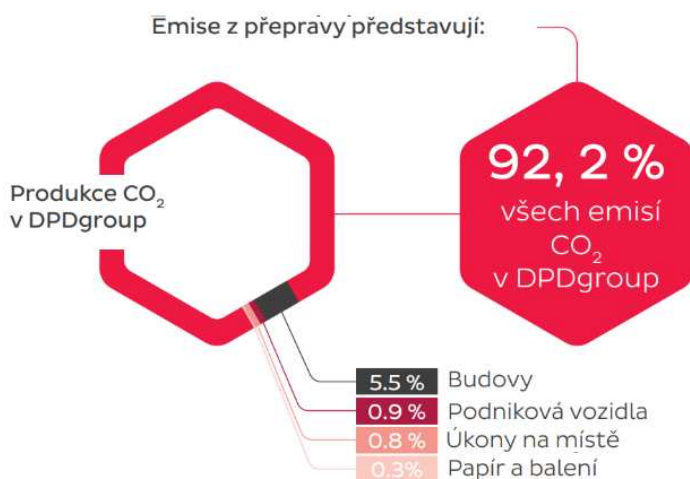 Emise z přepravy představují:
Produkce CO₂
v DPDgroup
92, 2 %
všech emisí
CO₂
v DPDgroup
5.5 % Budovy
0.9 % Podniková vozidla
0.8 % Úkony na místě
0.3% Papír a balení